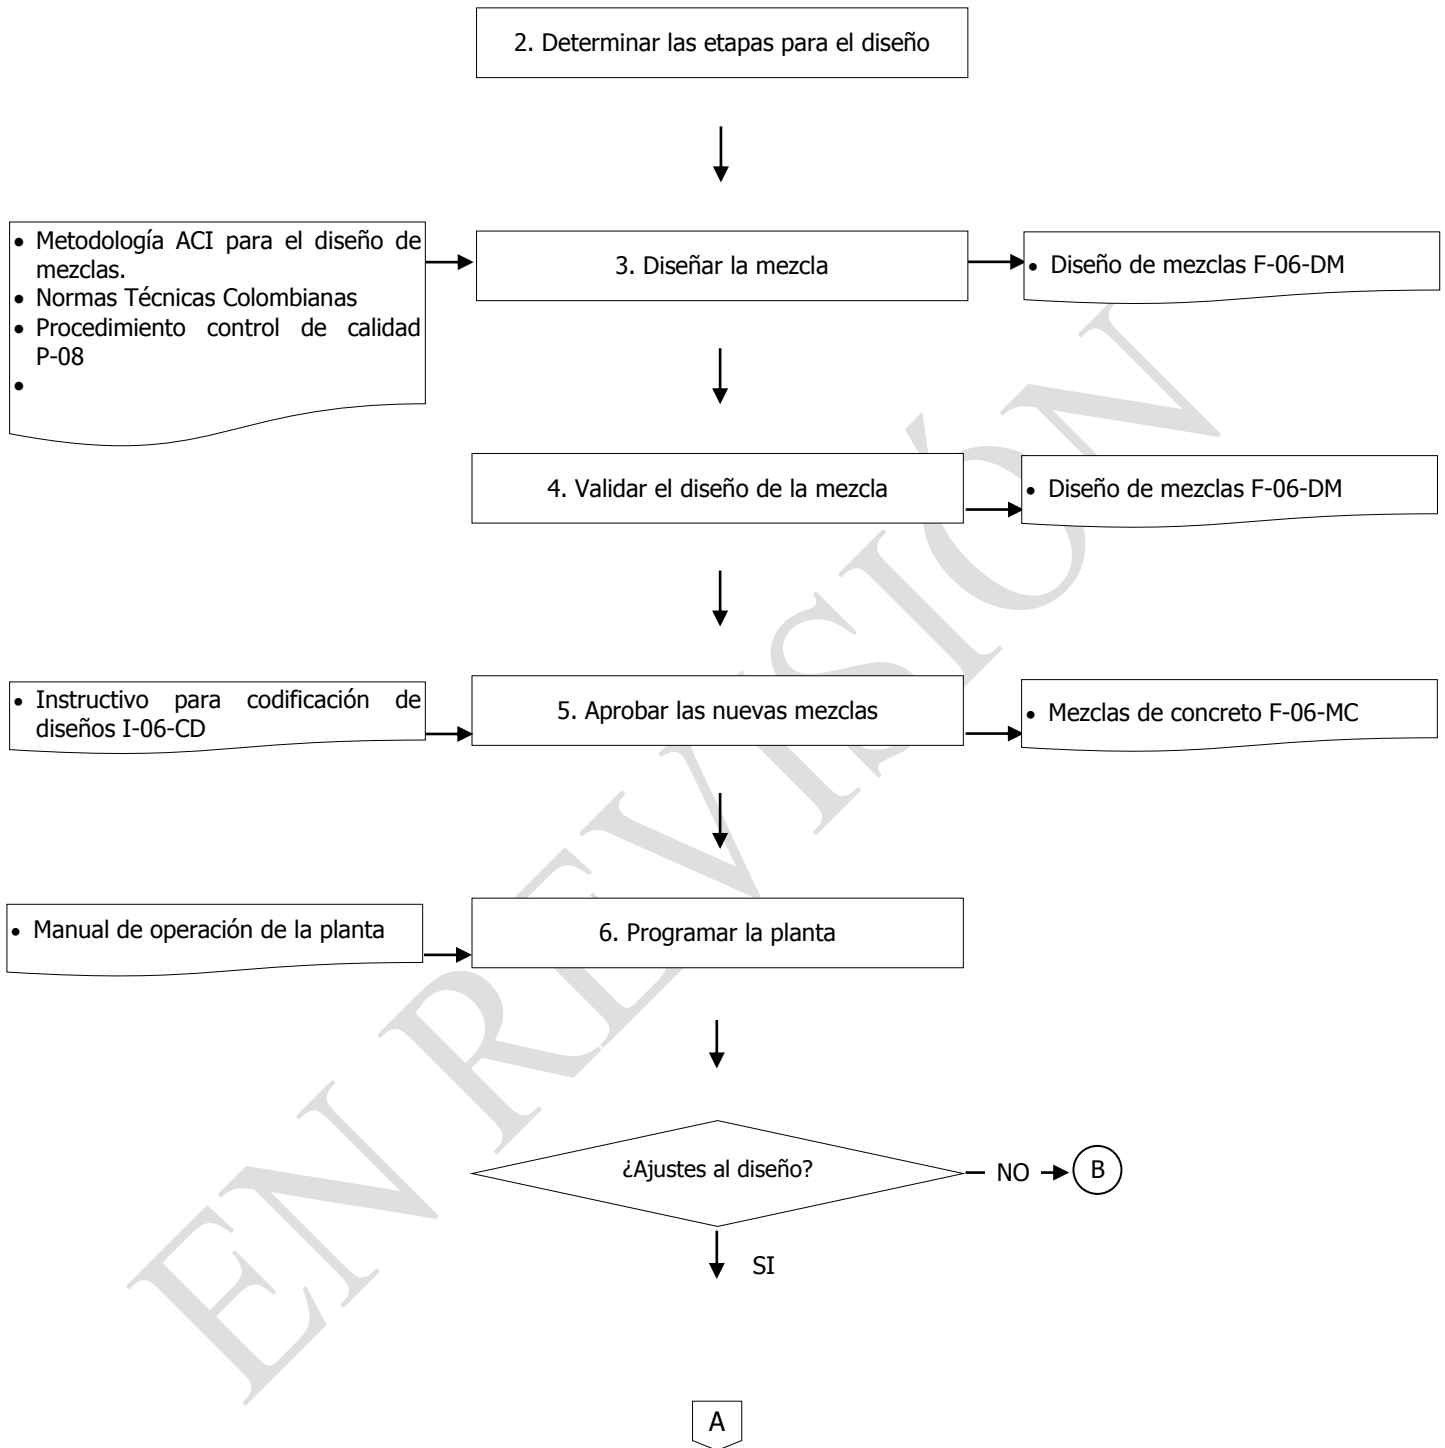 2. Determinar las etapas para el diseño
• Metodología ACI para el diseño de
mezclas.
• Normas Técnicas Colombianas
• Procedimiento control de calidad
P-08
•
3. Diseñar la mezcla
• Diseño de mezclas F-06-DM
4. Validar el diseño de la mezcla
• Diseño de mezclas F-06-DM
• Instructivo para codificación de
diseños I-06-CD
5. Aprobar las nuevas mezclas
• Mezclas de concreto F-06-MC
• Manual de operación de la planta
6. Programar la planta
¿Ajustes al diseño?
NO
B
SI
A
EN REVISIÓN